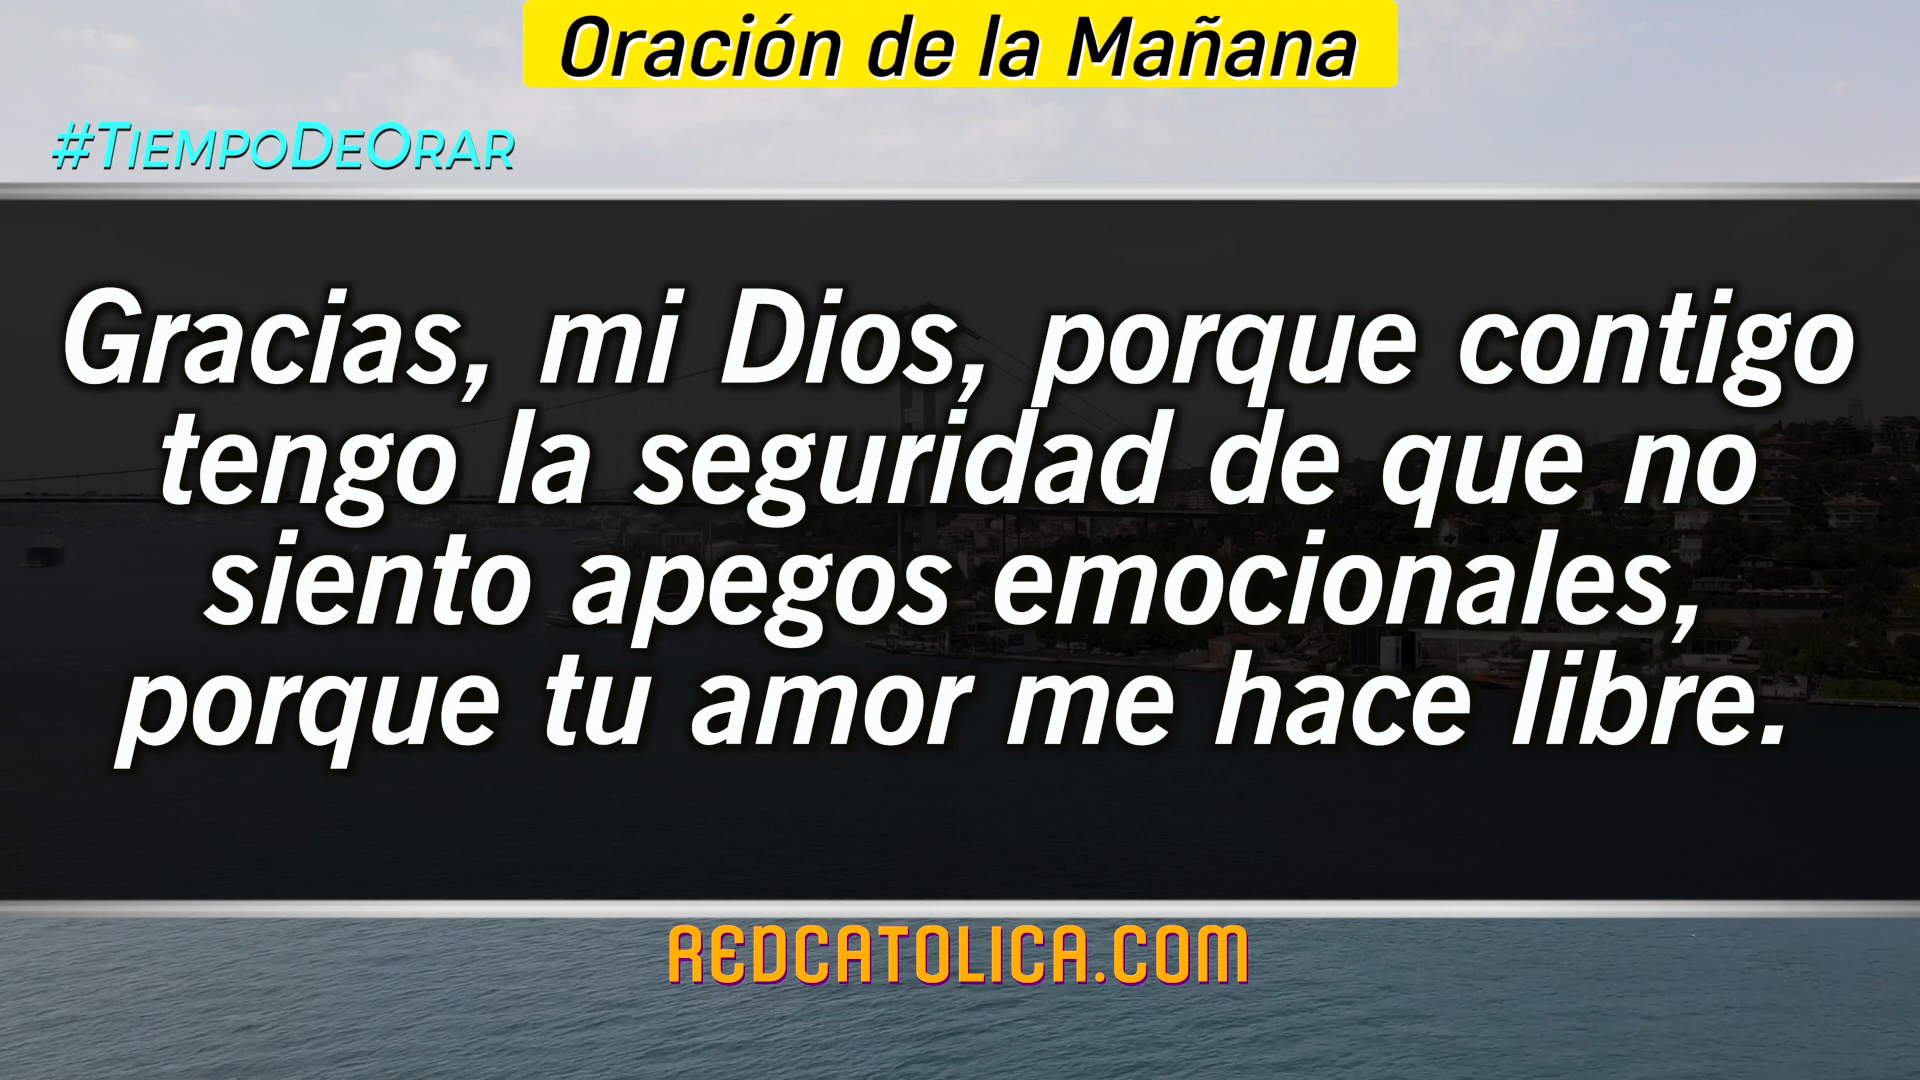 Oración de la Mañana
#TiempoDeOrar
Gracias, mi Dios, porque contigo
tengo la seguridad de que no
siento apegos emocionales,
porque tu amor me hace libre.
REDCATOLICA.COM